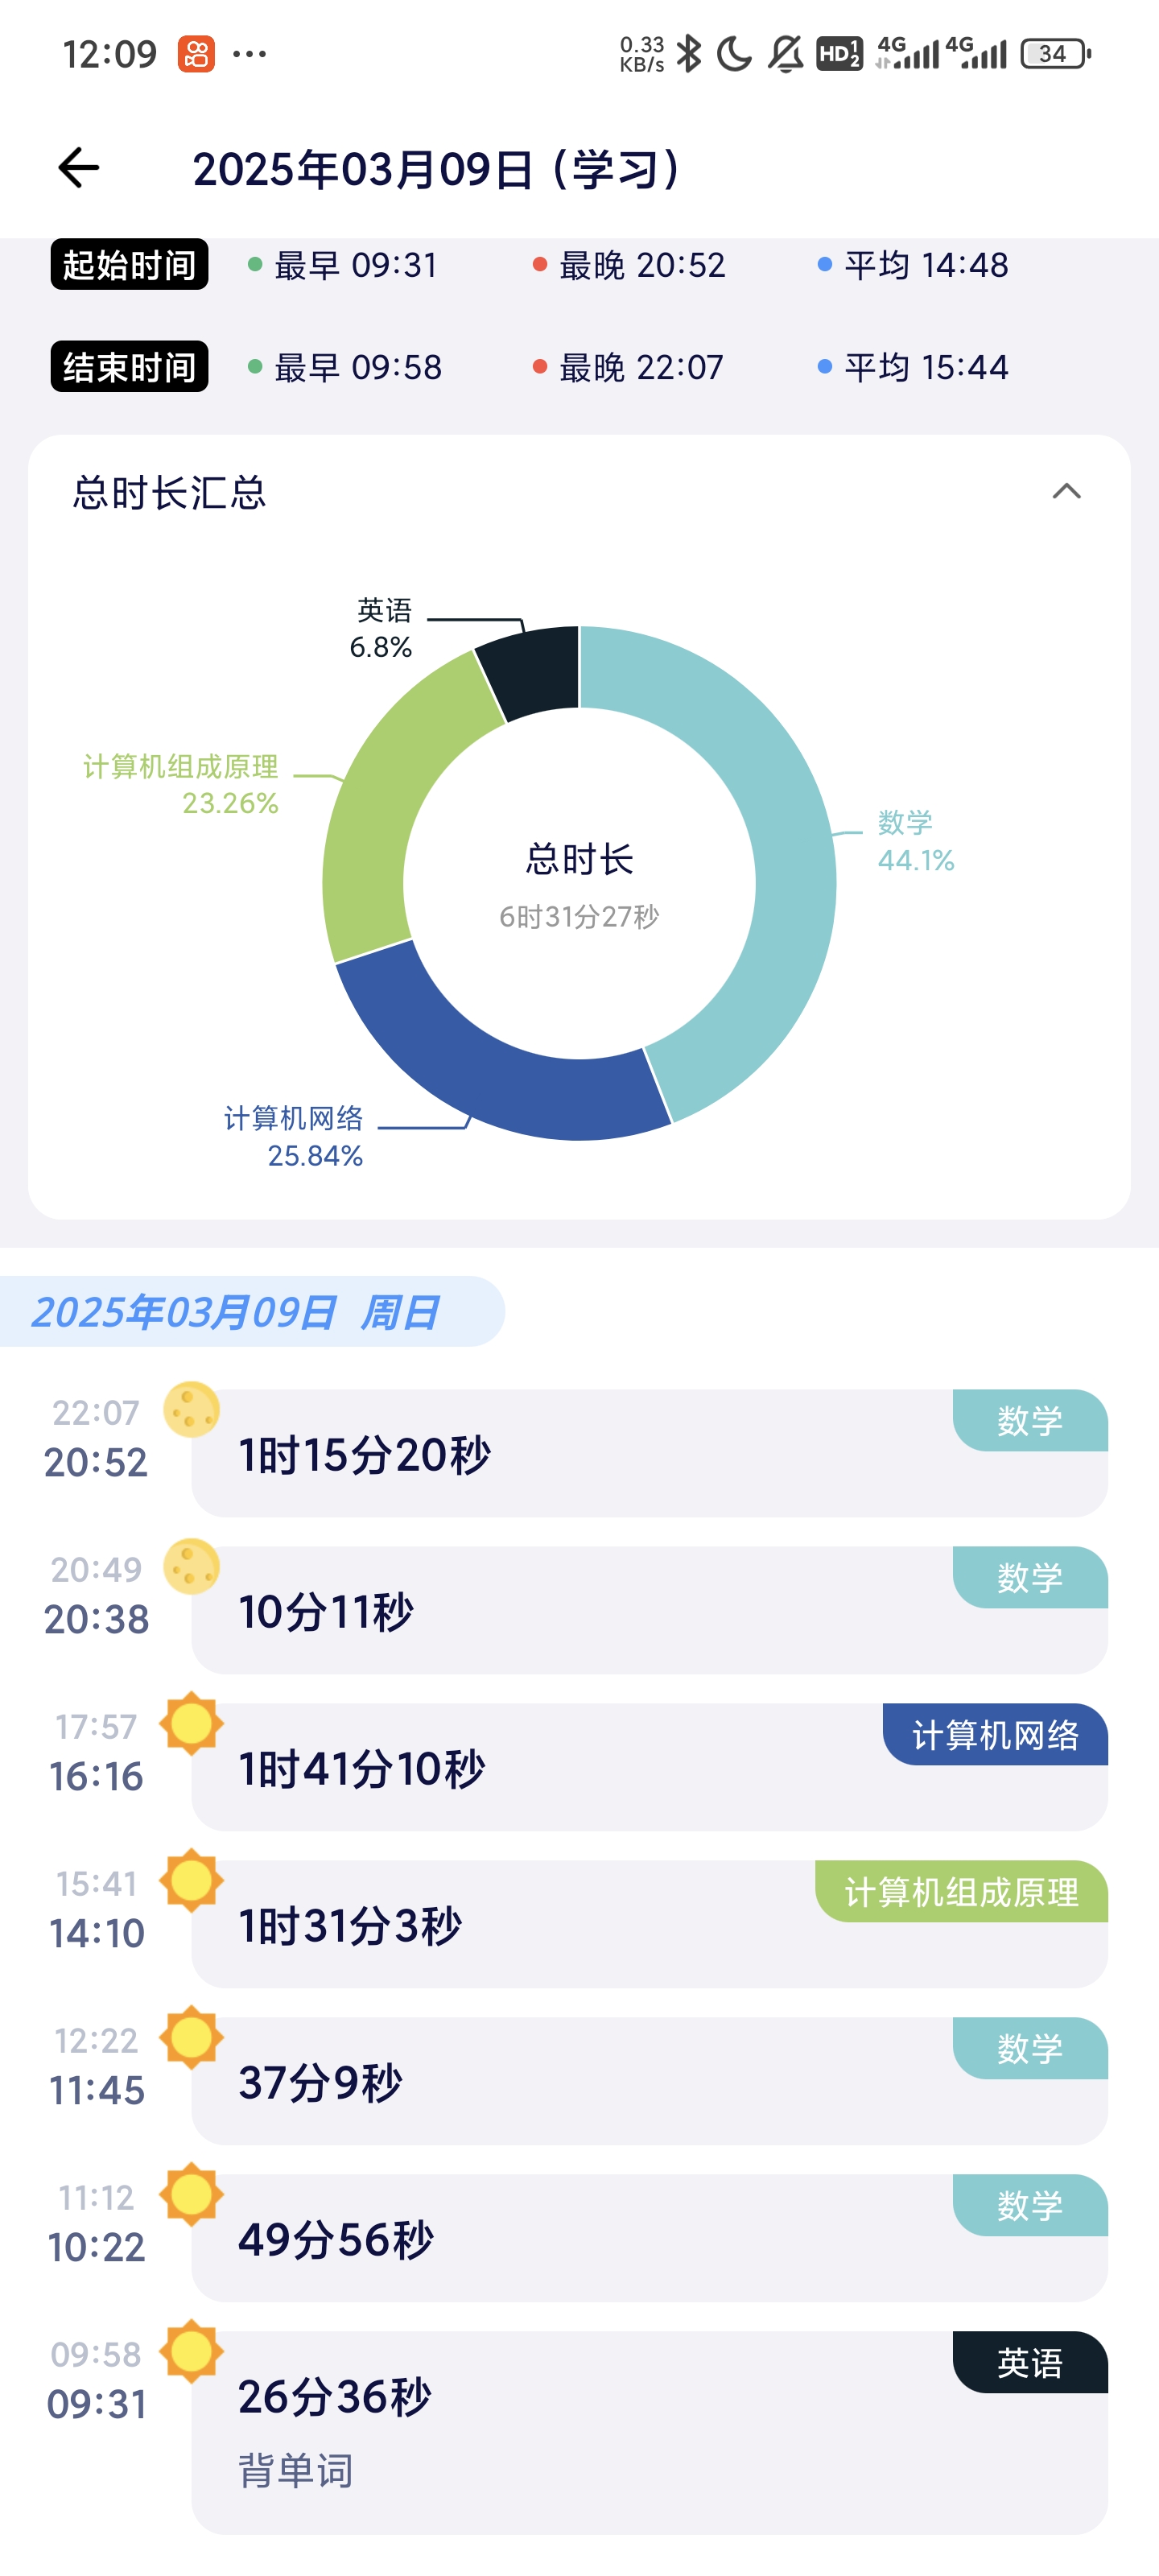 12:09 ... 0.33 KB/s HD 1 2 4G 4G 34
2025年03月09日 (学习)
起始时间 最早 09:31 最晚 20:52 平均 14:48
结束时间 最早 09:58 最晚 22:07 平均 15:44
总时长汇总
英语
6.8%
计算机组成原理
23.26%
数学
44.1%
总时长
6时31分27秒
计算机网络
25.84%
2025年03月09日 周日
22:07 数学
20:52 1时15分20秒
20:49 数学
20:38 10分11秒
17:57 计算机网络
16:16 1时41分10秒
15:41 计算机组成原理
14:10 1时31分3秒
12:22 数学
11:45 37分9秒
11:12 数学
10:22 49分56秒
09:58 英语
09:31 26分36秒
背单词